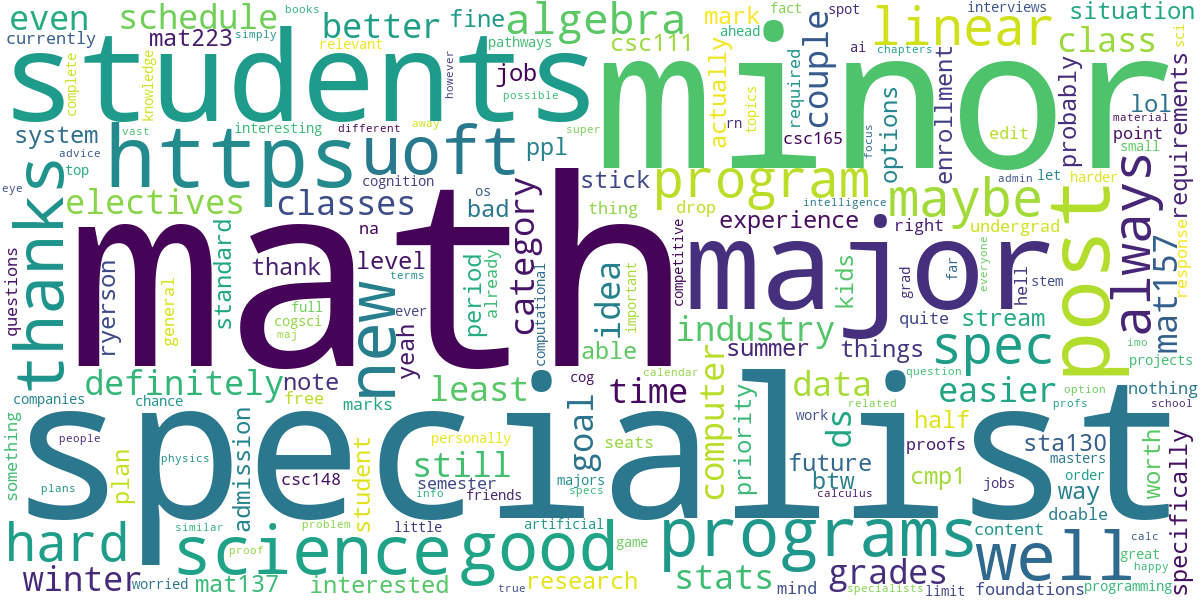 even
schedule
books
better
fine
algebra
mark
fact
spot
interviews
situation
currently
mat223
simply
relevant
pathways
csc111
ahead
couple
linear
class
sci
students
minor
complete
knowledge
however
job
possible
actually
ai
topics
required
chapters
options
enrollment
probably
lol
requirements
system
vast
interesting
different
away
super
rn
csc165
focus
edit
material
point
small
https
uoft
ppl
advice
top
cognition
stick
program
intelligence
admin
let
harder
eye
thanks
electives
classes
os
bad
category
thing
drop
experience
maybe
right
undergrad
post
always
response
mat157
questions
ryerson
general
standard
thank
na
level
period
already
computational
idea
important
competitive
math
major
kids
grad
far
everyone
hell
stem
full
cogsci
maj
new
ever
terms
yeah
able
industry
quite
stream
summer
things
spec
imo
projects
definitely
note
least
cog
calendar
time
computer
data
question
easier
option
nothing
companies
chance
free
marks
goal
related
profs
school
something
people
plan
physics
admission
student
personally
still
seats
priority
work
ds
half
proofs
sta130
way
worth
specifically
specialist
plans
csc148
semester
majors
info
friends
specs
future
btw
calculus
cmp1
jobs
masters
order
doable
hard
similar
proof
problem
little
artificial
game
programs
content
calc
great
happy
science
good
stats
well
winter
worried
mat137
interested
true
research
mind
grades
specialists
limit
foundations
programming